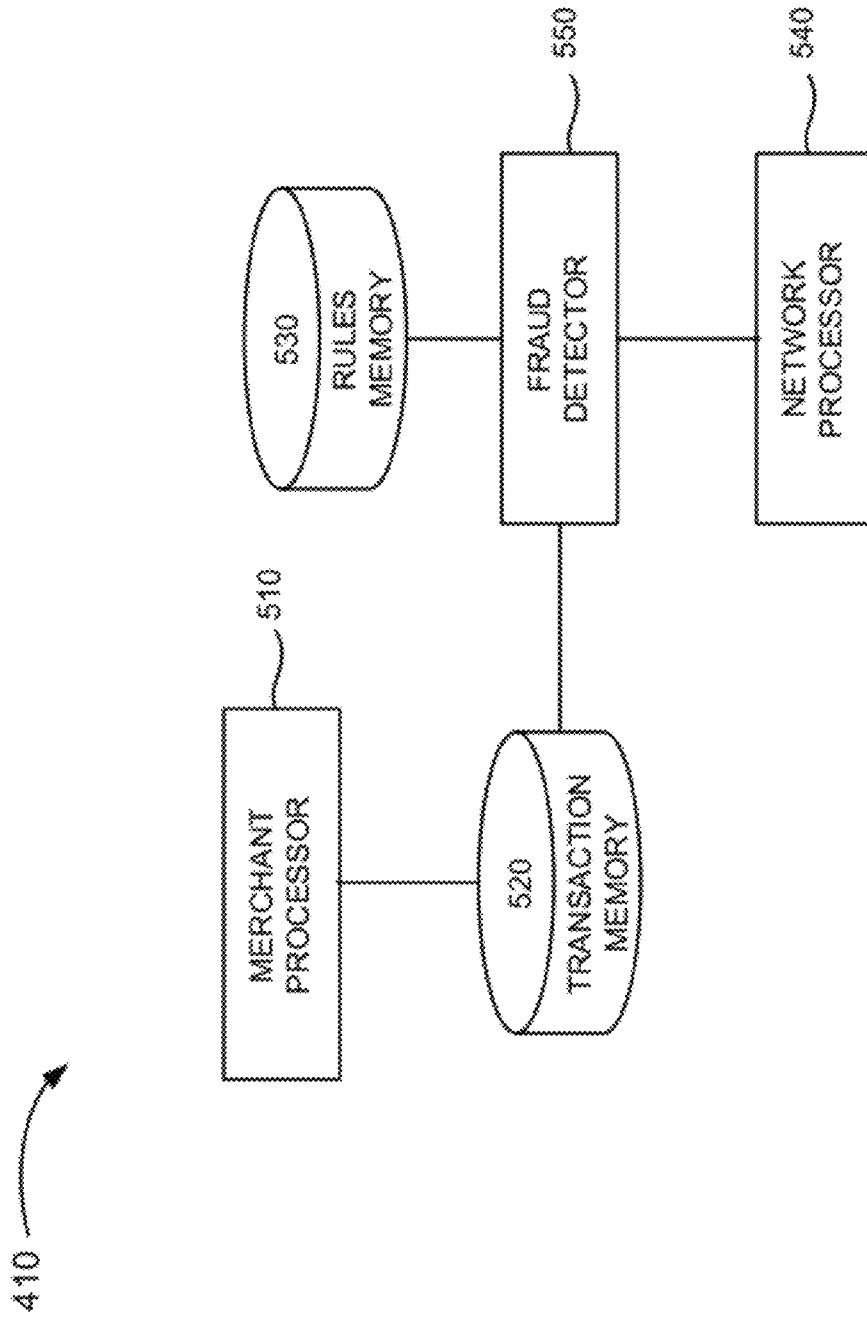 410
MERCHANT
PROCESSOR
510
530
RULES
MEMORY
520
TRANSACTION
MEMORY
FRAUD
DETECTOR
550
NETWORK
PROCESSOR
540